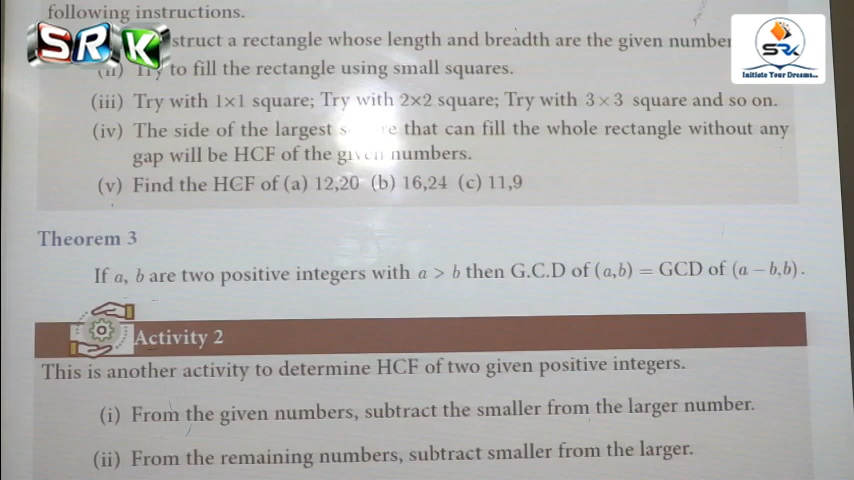 following instructions.
SRK
struct a rectangle whose length and breadth are the given number
SRK
Initiate Your Dreams...
(ii) Try to fill the rectangle using small squares.
(iii) Try with 1×1 square; Try with 2×2 square; Try with 3×3 square and so on.
(iv) The side of the largest s re that can fill the whole rectangle without any
gap will be HCF of the given numbers.
(v) Find the HCF of (a) 12,20 (b) 16,24 (c) 11,9
Theorem 3
If a, b are two positive integers with a > b then G.C.D of (a,b) = GCD of (a − b,b).
Activity 2
This is another activity to determine HCF of two given positive integers.
(i) From the given numbers, subtract the smaller from the larger number.
(ii) From the remaining numbers, subtract smaller from the larger.